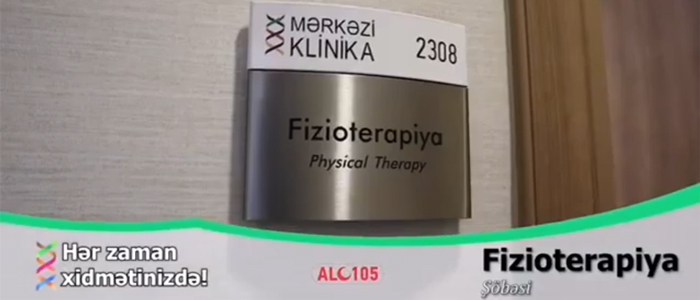 MƏRKƏZİ
KLİNİKA
2308
Fizioterapiya
Physical Therapy
Hər zaman
xidmətinizdə!
ALO105
Fizioterapiya
Şöbəsi